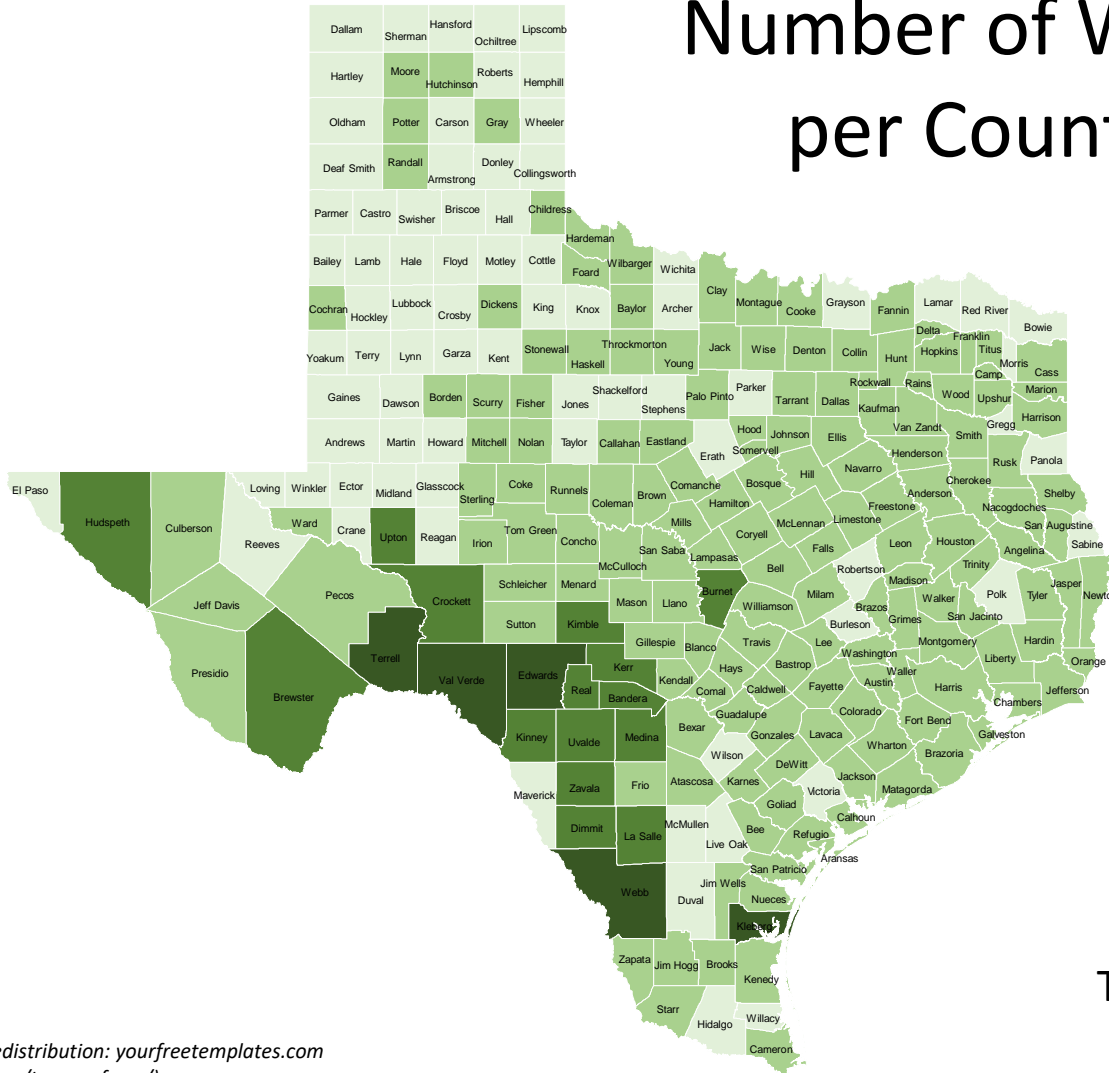 Number of W
per Coun
Dallam Sherman Hansford Ochiltree Lipscomb
Hartley Moore Hutchinson Roberts Hemphill
Oldham Potter Carson Gray Wheeler
Deaf Smith Randall Armstrong Donley Collingsworth
Parmer Castro Swisher Briscoe Hall Childress
Hardeman
Bailey Lamb Hale Floyd Motley Cottle Foard Wilbarger Wichita
Cochran Hockley Lubbock Crosby Dickens King Knox Baylor Archer Clay Montague Cooke Grayson Fannin Lamar Red River Bowie
Delta Franklin
Yoakum Terry Lynn Garza Kent Stonewall Haskell Throckmorton Young Jack Wise Denton Collin Hunt Hopkins Titus Morris Cass
Camp
Gaines Dawson Borden Scurry Fisher Jones Shackelford Stephens Palo Pinto Parker Tarrant Dallas Rockwall Kaufman Rains Wood Upshur Marion
Van Zandt Gregg Harrison
Andrews Martin Howard Mitchell Nolan Taylor Callahan Eastland Erath Hood Somervell Johnson Ellis Henderson Smith Rusk Panola
El Paso Hudspeth Culberson Loving Winkler Ector Midland Glasscock Sterling Coke Runnels Coleman Brown Comanche Hamilton Bosque Hill Navarro Anderson Cherokee Shelby
Freestone Nacogdoches
Reeves Ward Crane Upton Reagan Irion Tom Green Concho McCulloch San Saba Mills Lampasas Coryell McLennan Limestone Falls Leon Houston Angelina San Augustine Sabine
Trinity
Jeff Davis Pecos Crockett Schleicher Menard Mason Llano Burnet Bell Milam Robertson Madison Walker Polk Tyler Jasper Newto
Sutton Kimble Williamson Burleson Brazos Grimes San Jacinto
Presidio Brewster Terrell Val Verde Edwards Real Kerr Gillespie Blanco Travis Lee Washington Montgomery Liberty Hardin Orange
Bandera Kendall Hays Comal Caldwell Bastrop Fayette Austin Waller Harris Chambers Jefferson
Kinney Uvalde Medina Bexar Guadalupe Gonzales Lavaca Colorado Fort Bend Galveston
Wilson Wharton Brazoria
Maverick Zavala Frio Atascosa Karnes DeWitt Victoria Jackson Matagorda
Dimmit La Salle McMullen Live Oak Bee Goliad Refugio Calhoun
Aransas
San Patricio
Webb Duval Jim Wells Nueces
Kleberg
Zapata Jim Hogg Brooks Kenedy
Starr Hidalgo Willacy
Cameron
T
edistribution: yourfreetemplates.com